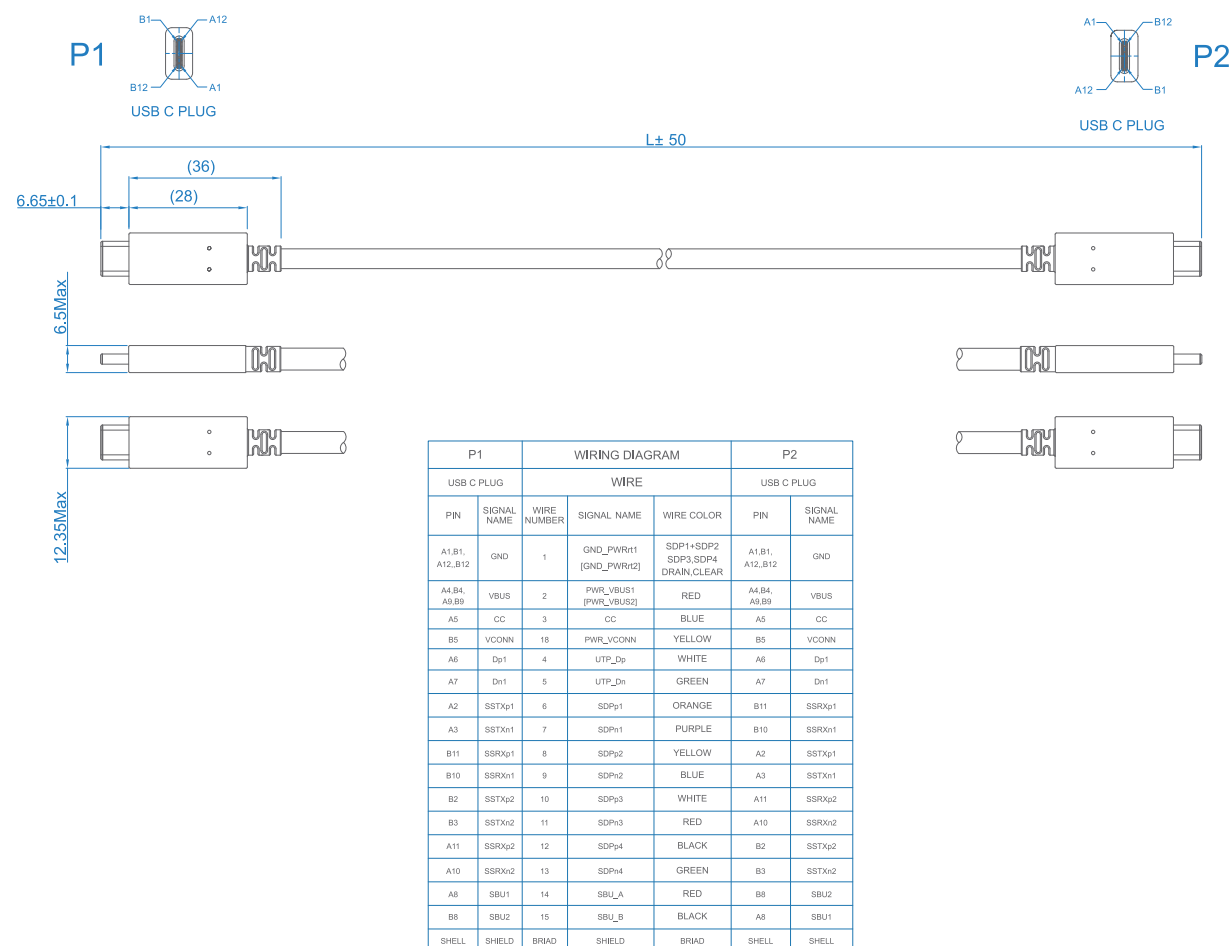 B1 A12
P1
B12 A1
USB C PLUG
A1 B12
P2
A12 B1
USB C PLUG
L± 50
(36)
(28)
6.65±0.1
6.5Max
12.35Max
P1 WIRING DIAGRAM P2
USB C PLUG WIRE USB C PLUG
PIN SIGNAL NAME WIRE NUMBER SIGNAL NAME WIRE COLOR PIN SIGNAL NAME
A1,B1, A12,,B12 GND 1 GND_PWRrt1 [GND_PWRrt2] SDP1+SDP2 SDP3,SDP4 DRAIN,CLEAR A1,B1, A12,,B12 GND
A4,B4, A9,B9 VBUS 2 PWR_VBUS1 [PWR_VBUS2] RED A4,B4, A9,B9 VBUS
A5 CC 3 CC BLUE A5 CC
B5 VCONN 18 PWR_VCONN YELLOW B5 VCONN
A6 Dp1 4 UTP_Dp WHITE A6 Dp1
A7 Dn1 5 UTP_Dn GREEN A7 Dn1
A2 SSTXp1 6 SDPp1 ORANGE B11 SSRXp1
A3 SSTXn1 7 SDPn1 PURPLE B10 SSRXn1
B11 SSRXp1 8 SDPp2 YELLOW A2 SSTXp1
B10 SSRXn1 9 SDPn2 BLUE A3 SSTXn1
B2 SSTXp2 10 SDPp3 WHITE A11 SSRXp2
B3 SSTXn2 11 SDPn3 RED A10 SSRXn2
A11 SSRXp2 12 SDPp4 BLACK B2 SSTXp2
A10 SSRXn2 13 SDPn4 GREEN B3 SSTXn2
A8 SBU1 14 SBU_A RED B8 SBU2
B8 SBU2 15 SBU_B BLACK A8 SBU1
SHELL SHIELD BRIAD SHIELD BRIAD SHELL SHELL